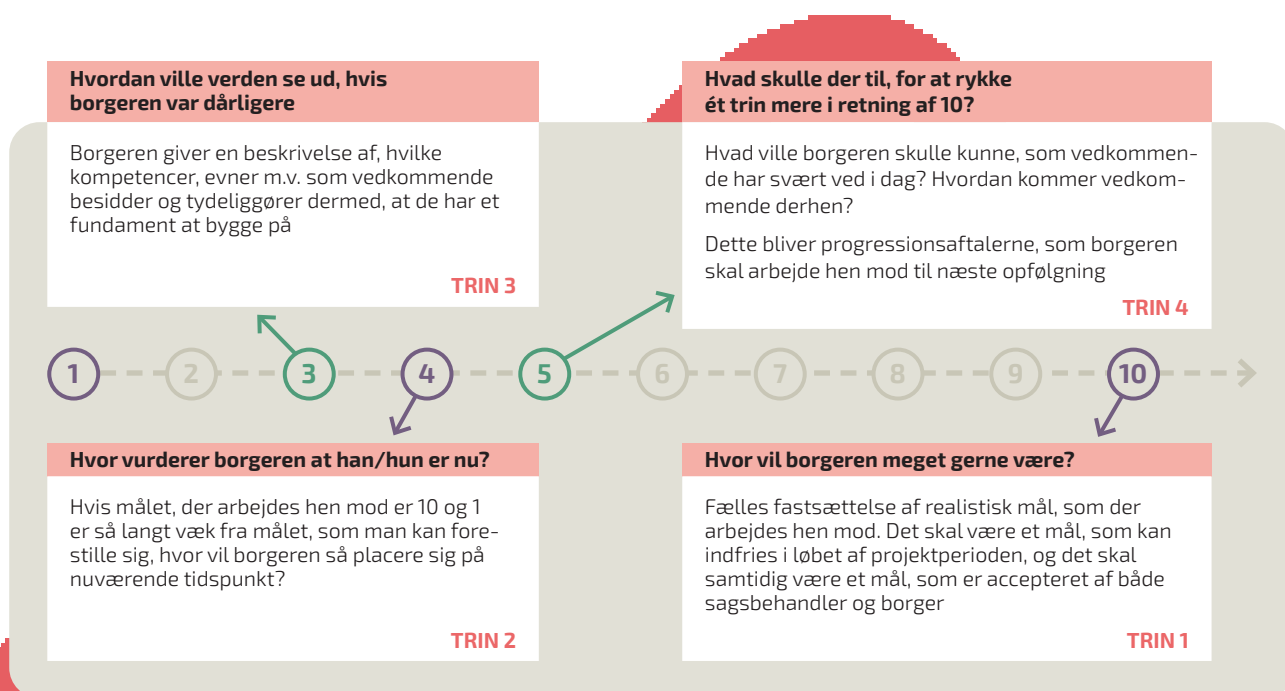 Hvordan ville verden se ud, hvis
borgeren var dårligere
Borgeren giver en beskrivelse af, hvilke
kompetencer, evner m.v. som vedkommende
besidder og tydeliggører dermed, at de har et
fundament at bygge på
TRIN 3
Hvad skulle der til, for at rykke
ét trin mere i retning af 10?
Hvad ville borgeren skulle kunne, som vedkommen-
de har svært ved i dag? Hvordan kommer vedkom-
mende derhen?
Dette bliver progressionsaftalerne, som borgeren
skal arbejde hen mod til næste opfølgning
TRIN 4
1 2 3 4 5 6 7 8 9 10
Hvor vurderer borgeren at han/hun er nu?
Hvis målet, der arbejdes hen mod er 10 og 1
er så langt væk fra målet, som man kan fore-
stille sig, hvor vil borgeren så placere sig på
nuværende tidspunkt?
TRIN 2
Hvor vil borgeren meget gerne være?
Fælles fastsættelse af realistisk mål, som der
arbejdes hen mod. Det skal være et mål, som kan
indfries i løbet af projektperioden, og det skal
samtidig være et mål, som er accepteret af både
sagsbehandler og borger
TRIN 1